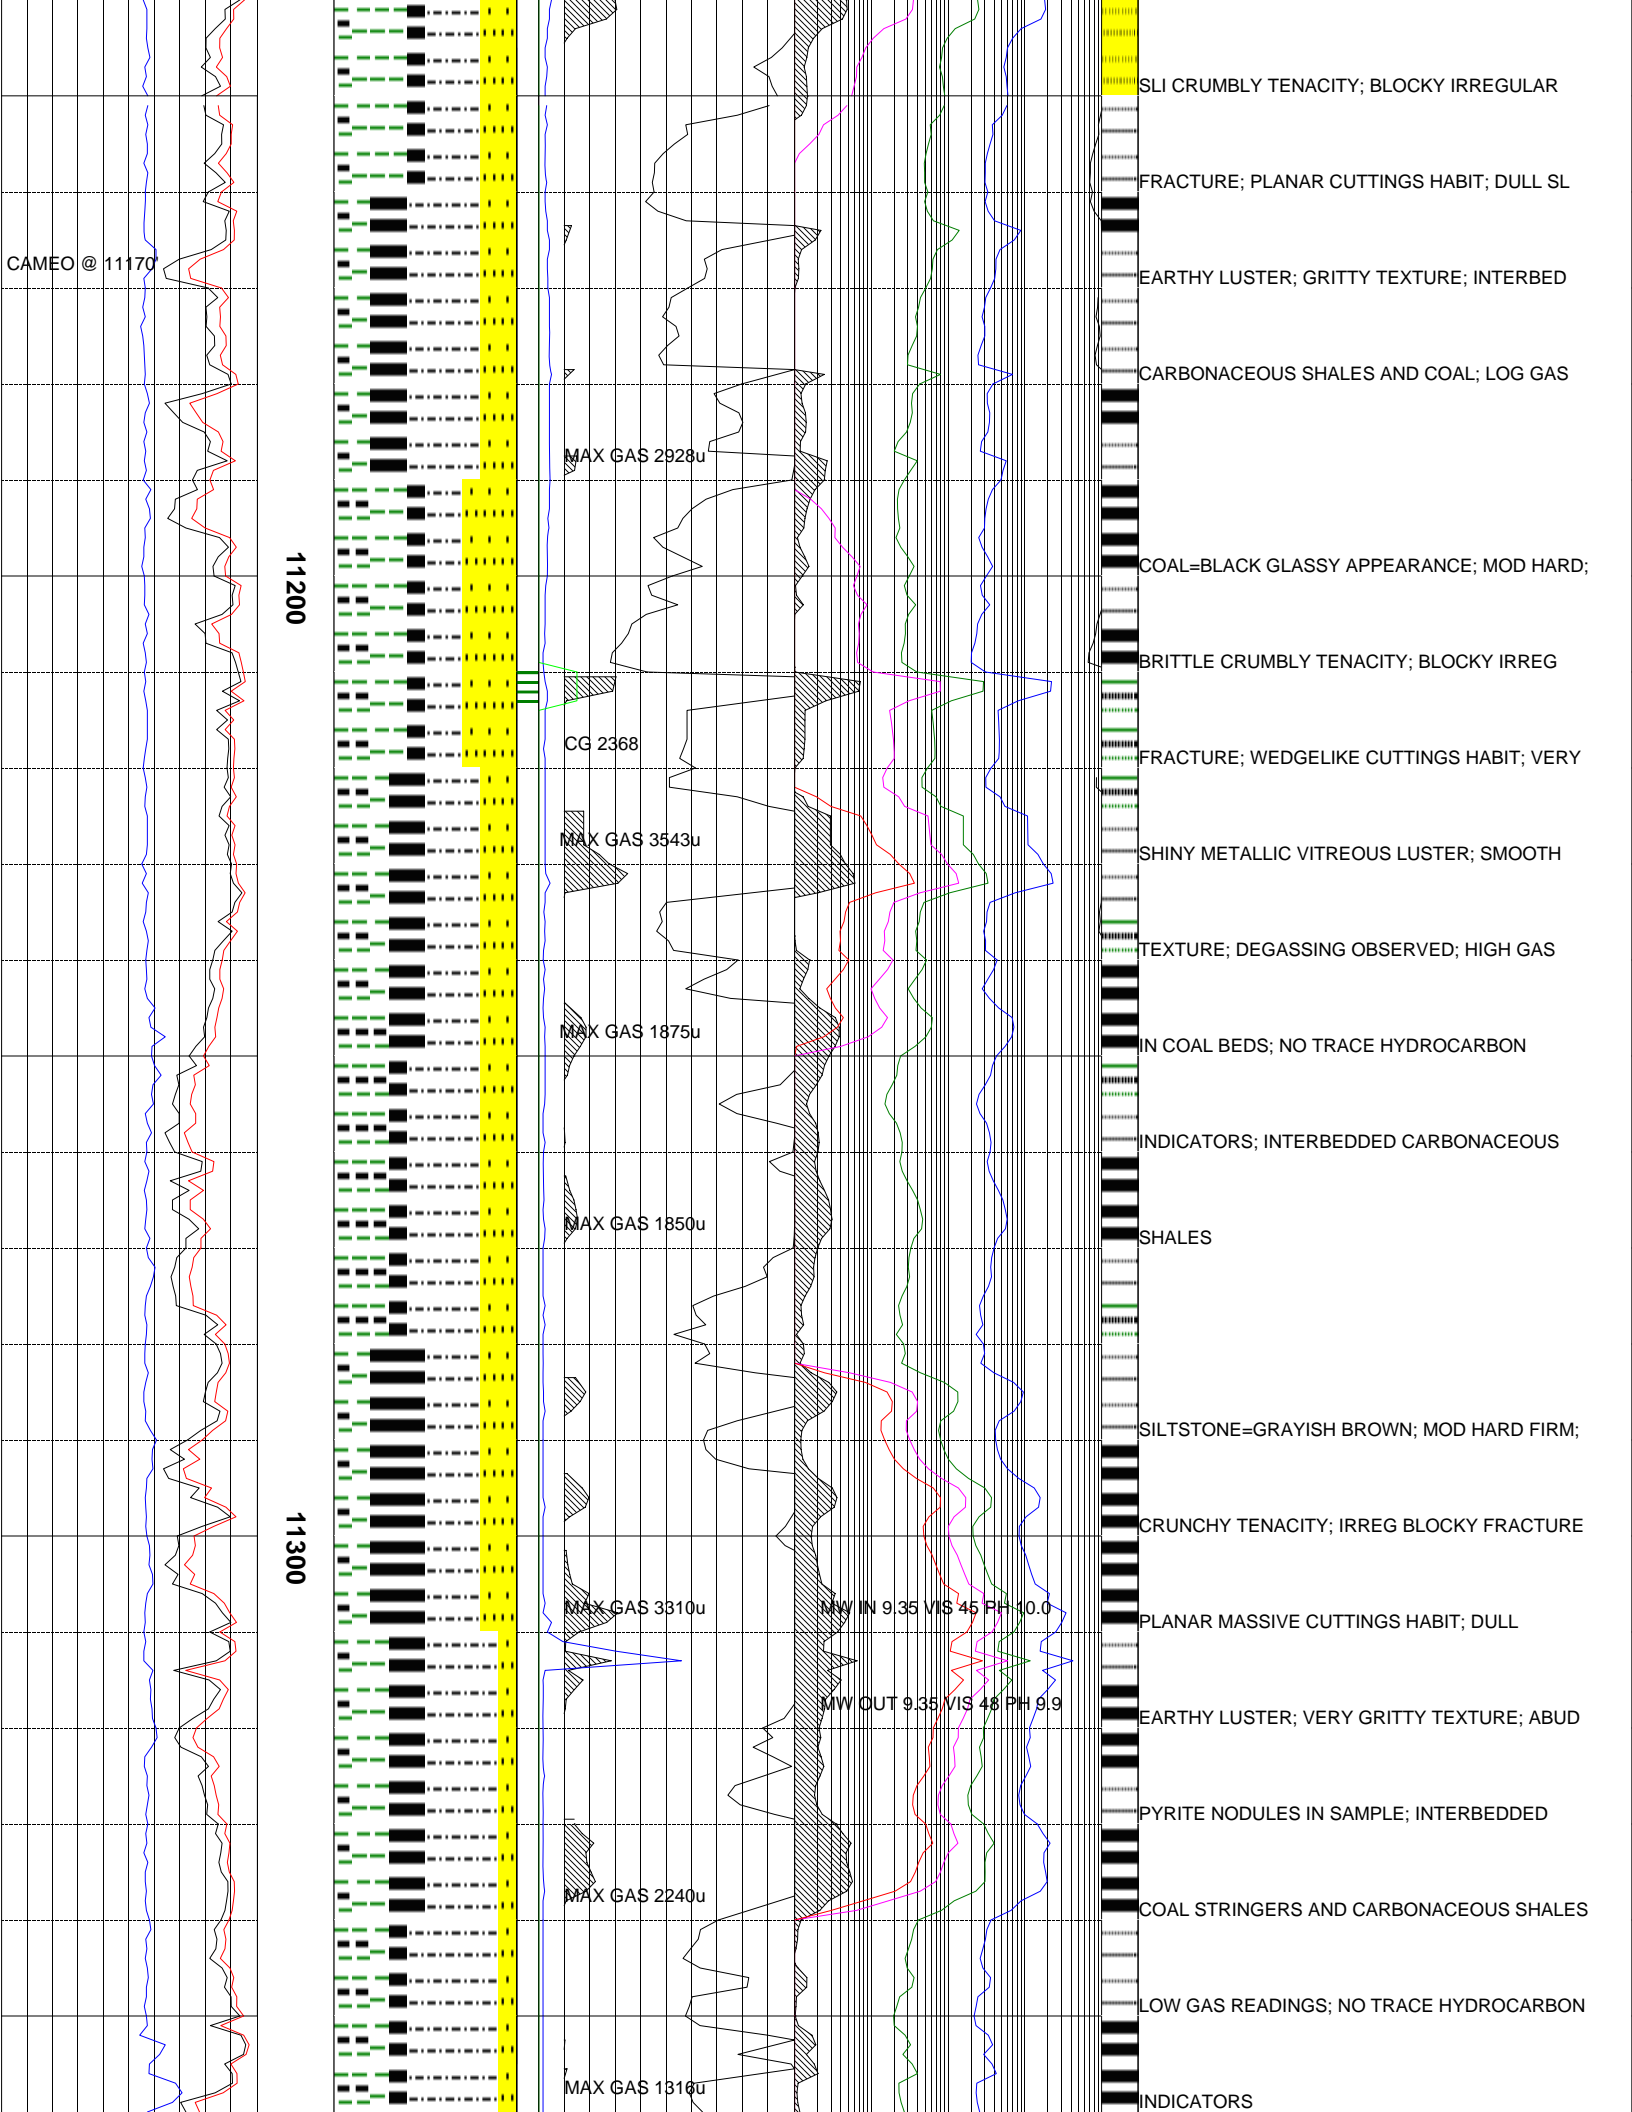 SLI CRUMBLY TENACITY; BLOCKY IRREGULAR
FRACTURE; PLANAR CUTTINGS HABIT; DULL SL
CAMEO @ 11170'
EARTHY LUSTER; GRITTY TEXTURE; INTERBED
CARBONACEOUS SHALES AND COAL; LOG GAS
MAX GAS 2928u
11200
COAL=BLACK GLASSY APPEARANCE; MOD HARD;
BRITTLE CRUMBLY TENACITY; BLOCKY IRREG
CG 2368
FRACTURE; WEDGELIKE CUTTINGS HABIT; VERY
MAX GAS 3543u
SHINY METALLIC VITREOUS LUSTER; SMOOTH
TEXTURE; DEGASSING OBSERVED; HIGH GAS
MAX GAS 1875u
IN COAL BEDS; NO TRACE HYDROCARBON
INDICATORS; INTERBEDDED CARBONACEOUS
MAX GAS 1850u
SHALES
SILTSTONE=GRAYISH BROWN; MOD HARD FIRM;
11300
CRUNCHY TENACITY; IRREG BLOCKY FRACTURE
MAX GAS 3310u
MW IN 9.35 VIS 45 PH 10.0
PLANAR MASSIVE CUTTINGS HABIT; DULL
MW OUT 9.35 VIS 48 PH 9.9
EARTHY LUSTER; VERY GRITTY TEXTURE; ABUD
PYRITE NODULES IN SAMPLE; INTERBEDDED
MAX GAS 2240u
COAL STRINGERS AND CARBONACEOUS SHALES
LOW GAS READINGS; NO TRACE HYDROCARBON
MAX GAS 1316u
INDICATORS